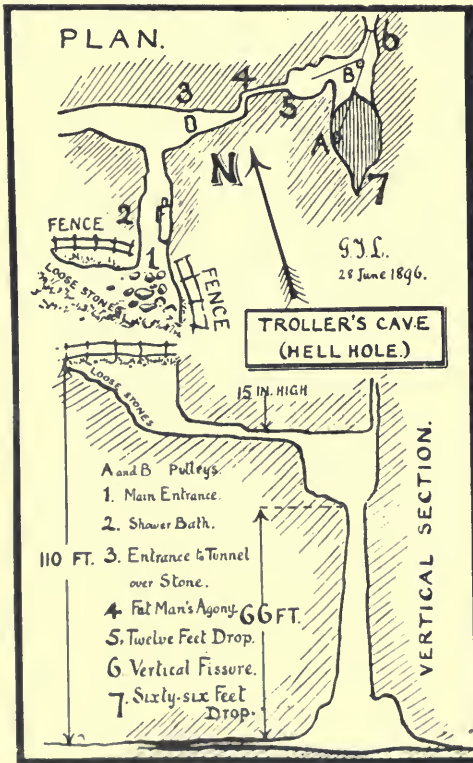 PLAN.
6
B
4
3
D
5
A
N
7
2
F
FENCE
1
G.T.L.
28 June 1896.
LOOSE STONES
FENCE
TROLLER'S CAVE
(HELL HOLE.)
15 IN. HIGH
LOOSE STONES
A and B Pulleys.
1. Main Entrance.
2. Shower Bath.
110 FT.
3. Entrance to Tunnel
over Stone.
4 Fat Man's Agony.
66 FT.
5. Twelve Feet Drop.
6 Vertical Fissure.
7. Sixty-six Feet
Drop.
VERTICAL SECTION.